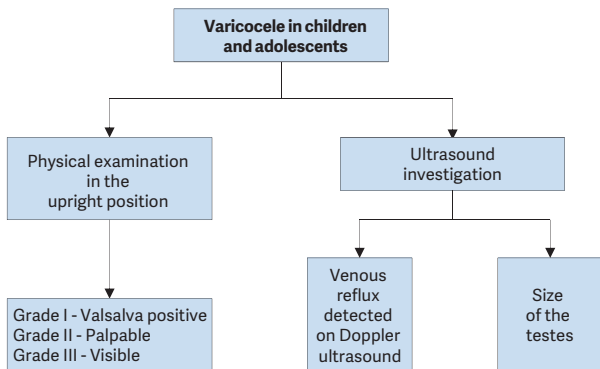 Varicocele in children
and adolescents
Physical examination
in the
upright position
Ultrasound
investigation
Grade I - Valsalva positive
Grade II - Palpable
Grade III - Visible
Venous
reflux
detected
on Doppler
ultrasound
Size
of the
testes